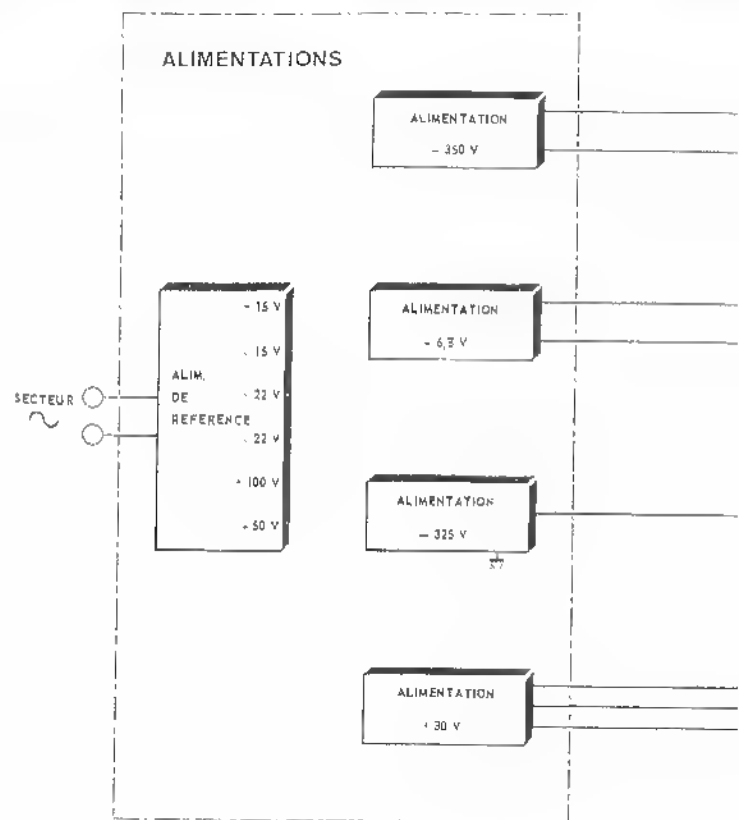 ALIMENTATIONS
ALIMENTATION
– 350 V
- 15 V
ALIMENTATION
- 15 V
- 6,3 V
ALIM.
SECTEUR
DE
- 22 V
REFERENCE
- 22 V
+ 100 V
ALIMENTATION
+ 50 V
– 325 V
ALIMENTATION
+ 30 V